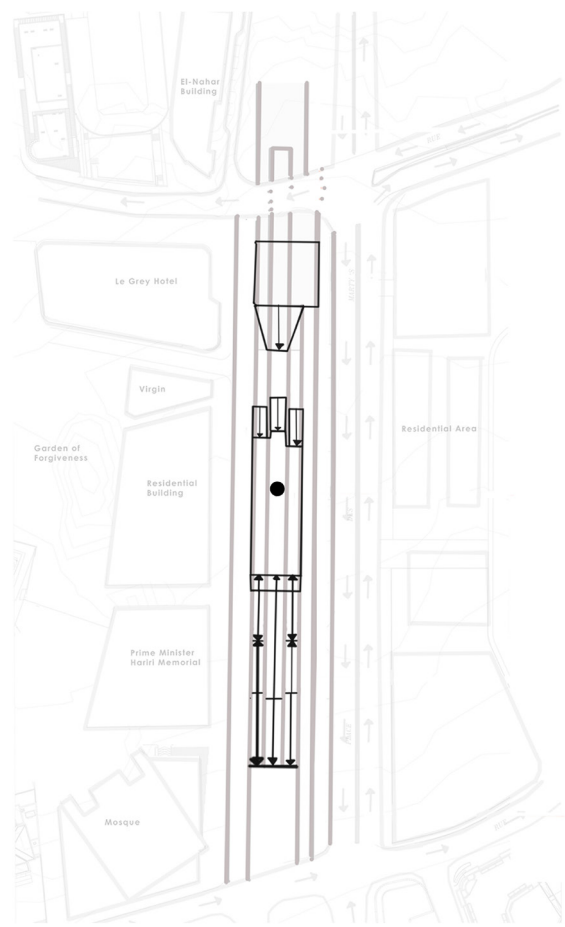 El-Nahar
Building
Le Grey Hotel
Virgin
Garden of
Forgiveness
Residential
Building
Residential Area
Prime Minister
Hariri Memorial
Mosque